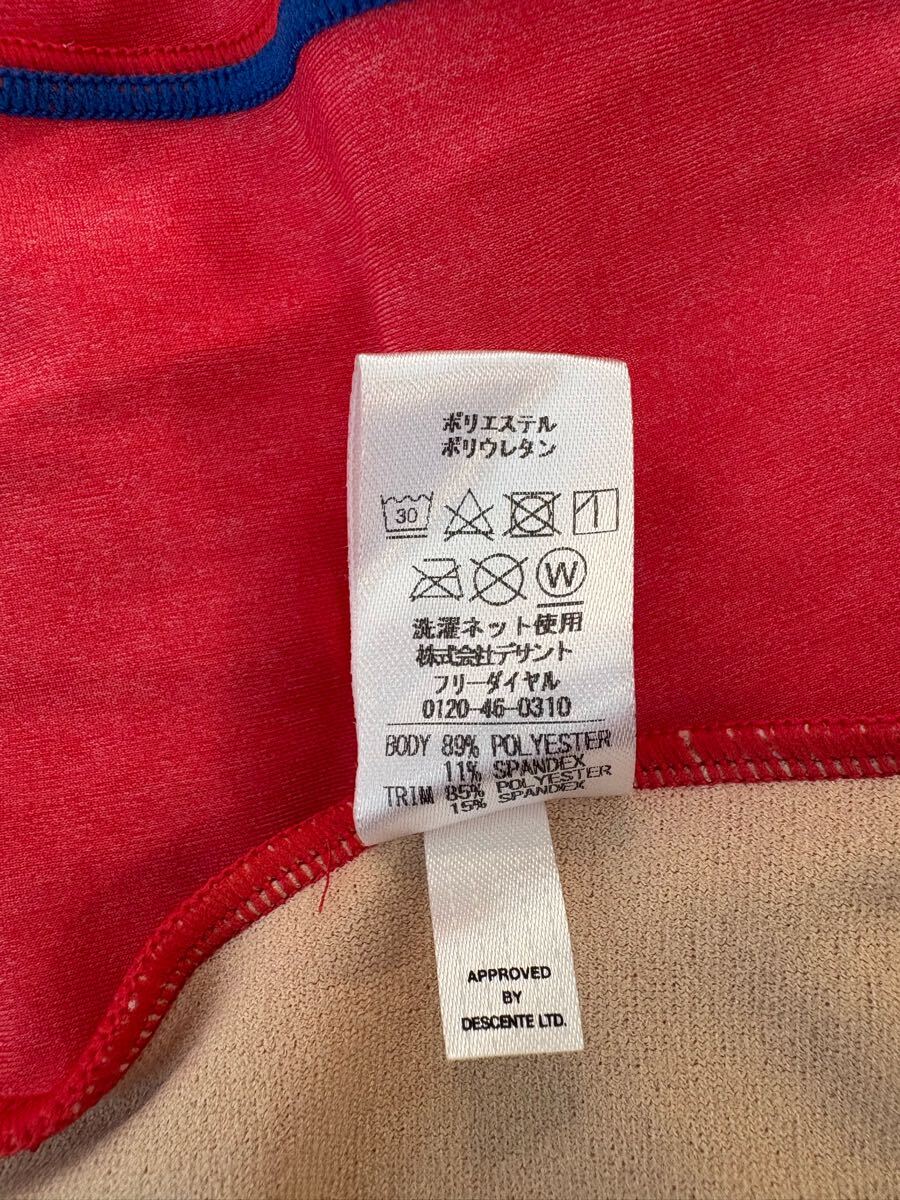 ポリエステル
ポリウレタン
30
W
洗濯ネット使用
株式会社デサント
フリーダイヤル
0120-46-0310
BODY 89% POLYESTER
11% SPANDEX
TRIM 85% POLYESTER
15% SPANDEX
APPROVED
BY
DESCENTE LTD.